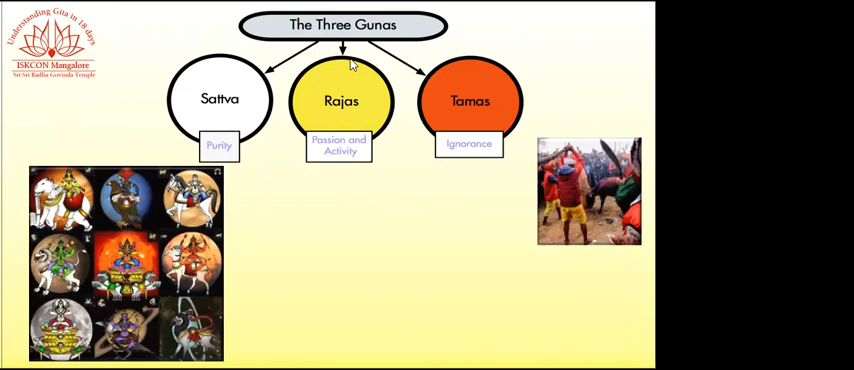 Understanding Gita in 18 days
ISKCON Mangalore
Sri Sri Radha Govinda Temple
The Three Gunas
Sattva
Rajas
Tamas
Purity
Passion and
Activity
Ignorance